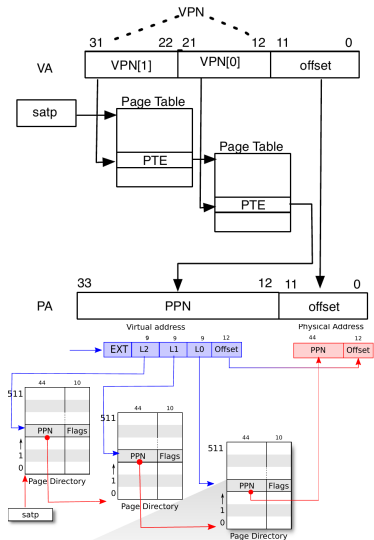 VPN
31 22 21 12 11 0
VA VPN[1] VPN[0] offset
satp
Page Table
PTE
Page Table
PTE
33 12 11 0
PA PPN offset
Virtual address
Physical Address
9 9 9 12
EXT L2 L1 L0 Offset
44 12
PPN Offset
44 10
511
PPN Flags
1
0
Page Directory
satp
44 10
511
PPN Flags
1
0
Page Directory
44 10
511
PPN Flags
1
0
Page Directory